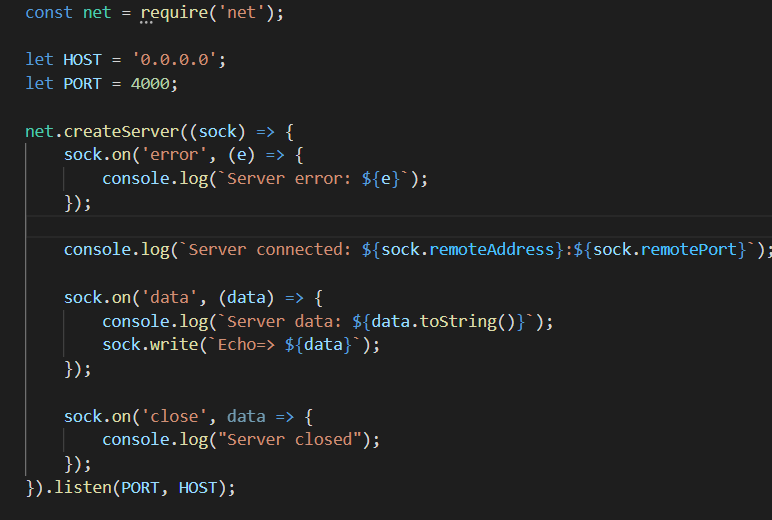 const net = require('net');
let HOST = '0.0.0.0';
let PORT = 4000;
net.createServer((sock) => {
    sock.on('error', (e) => {
        console.log(`Server error: ${e}`);
    });
    console.log(`Server connected: ${sock.remoteAddress}:${sock.remotePort}`);
    sock.on('data', (data) => {
        console.log(`Server data: ${data.toString()}`);
        sock.write(`Echo=> ${data}`);
    });
    sock.on('close', data => {
        console.log("Server closed");
    });
}).listen(PORT, HOST);